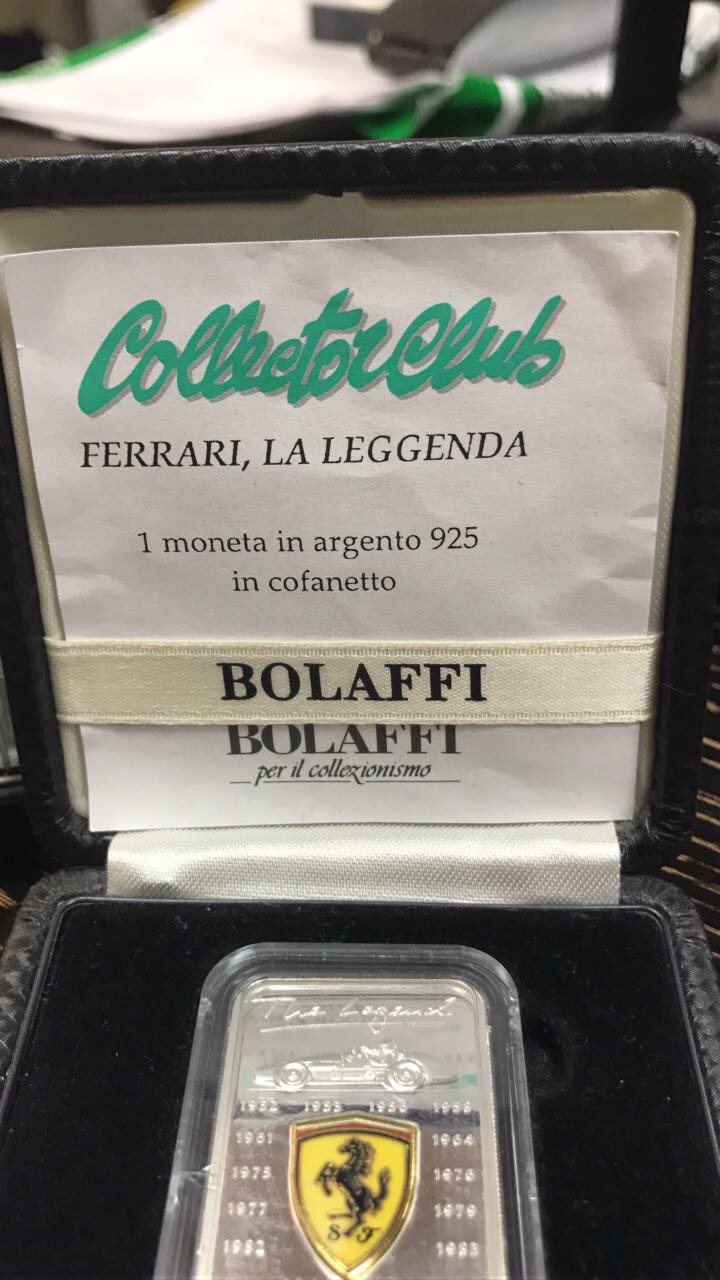 Collector Club
FERRARI, LA LEGGENDA
1 moneta in argento 925
in cofanetto
BOLAFFI
BOLAFFI
per il collezionismo
The Legend
1952 1953 1956 1958
1961 1964
1975 1976
1977 1979
1982 1983
S F